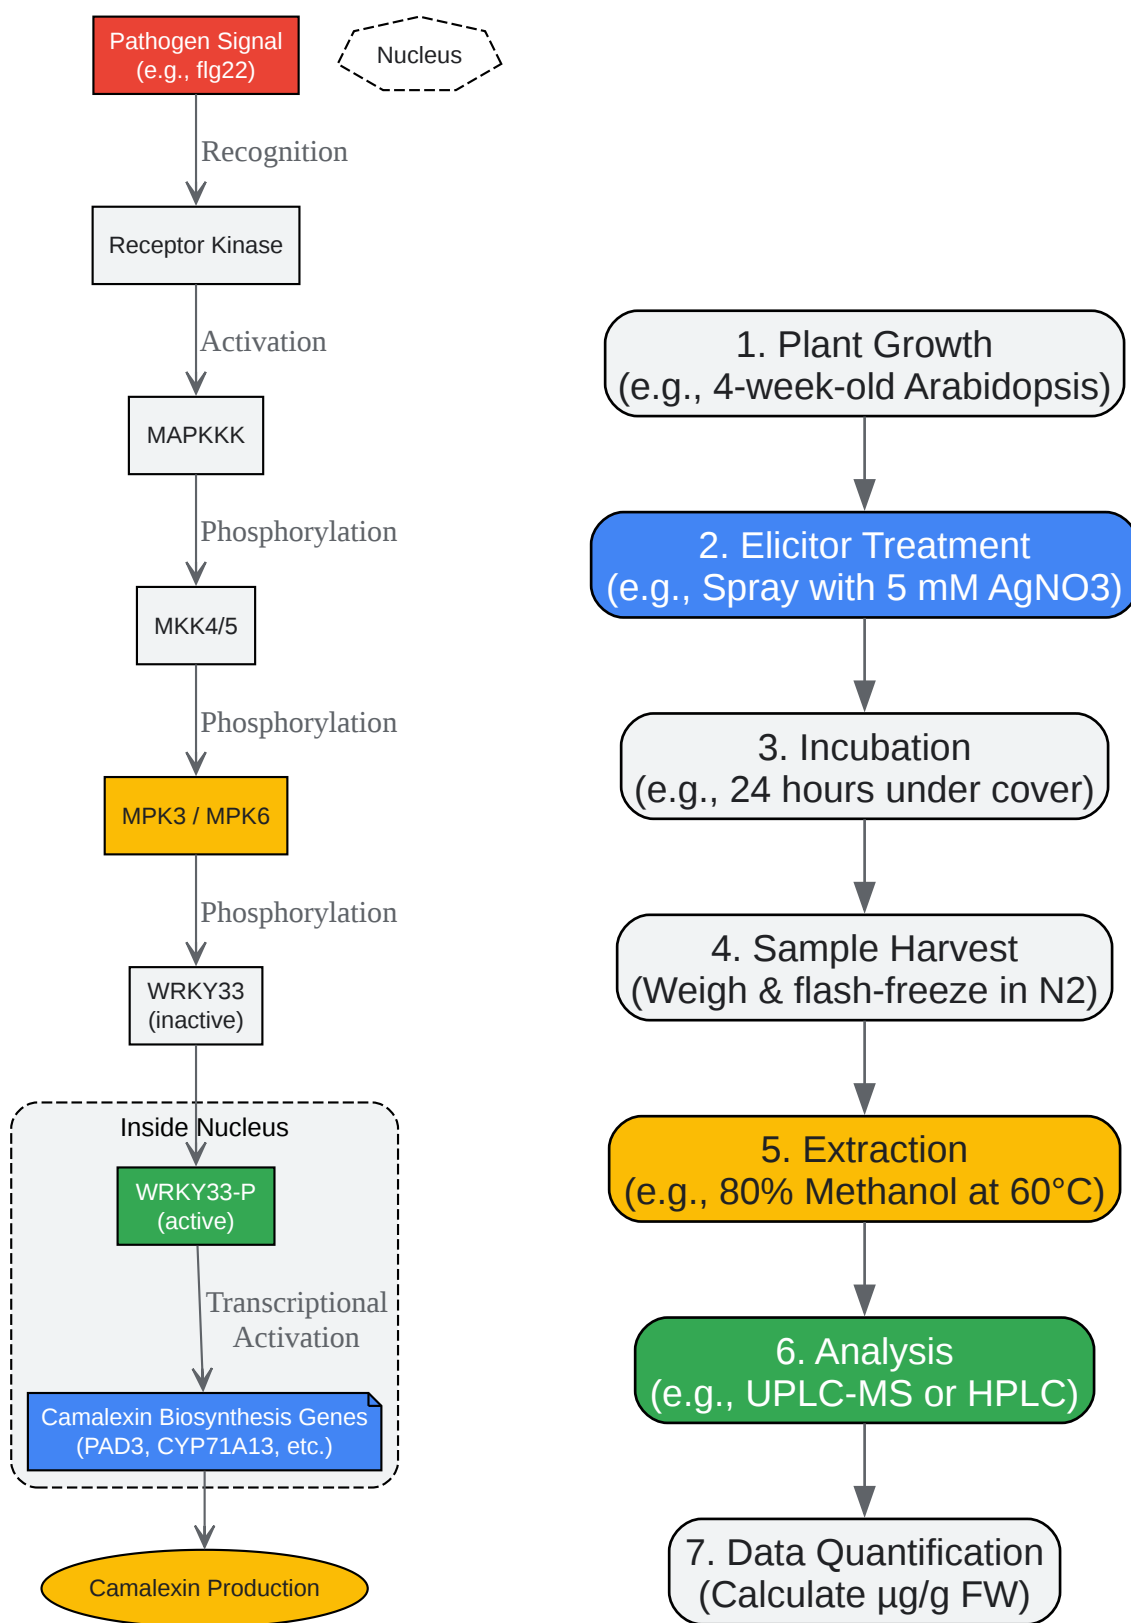 Pathogen Signal
(e.g., flg22)
Nucleus
Recognition
Receptor Kinase
Activation
MAPKKK
Phosphorylation
MKK4/5
Phosphorylation
MPK3 / MPK6
Phosphorylation
WRKY33
(inactive)
Inside Nucleus
WRKY33-P
(active)
Transcriptional
Activation
Camalexin Biosynthesis Genes
(PAD3, CYP71A13, etc.)
Camalexin Production
1. Plant Growth
(e.g., 4-week-old Arabidopsis)
2. Elicitor Treatment
(e.g., Spray with 5 mM AgNO3)
3. Incubation
(e.g., 24 hours under cover)
4. Sample Harvest
(Weigh & flash-freeze in N2)
5. Extraction
(e.g., 80% Methanol at 60°C)
6. Analysis
(e.g., UPLC-MS or HPLC)
7. Data Quantification
(Calculate µg/g FW)